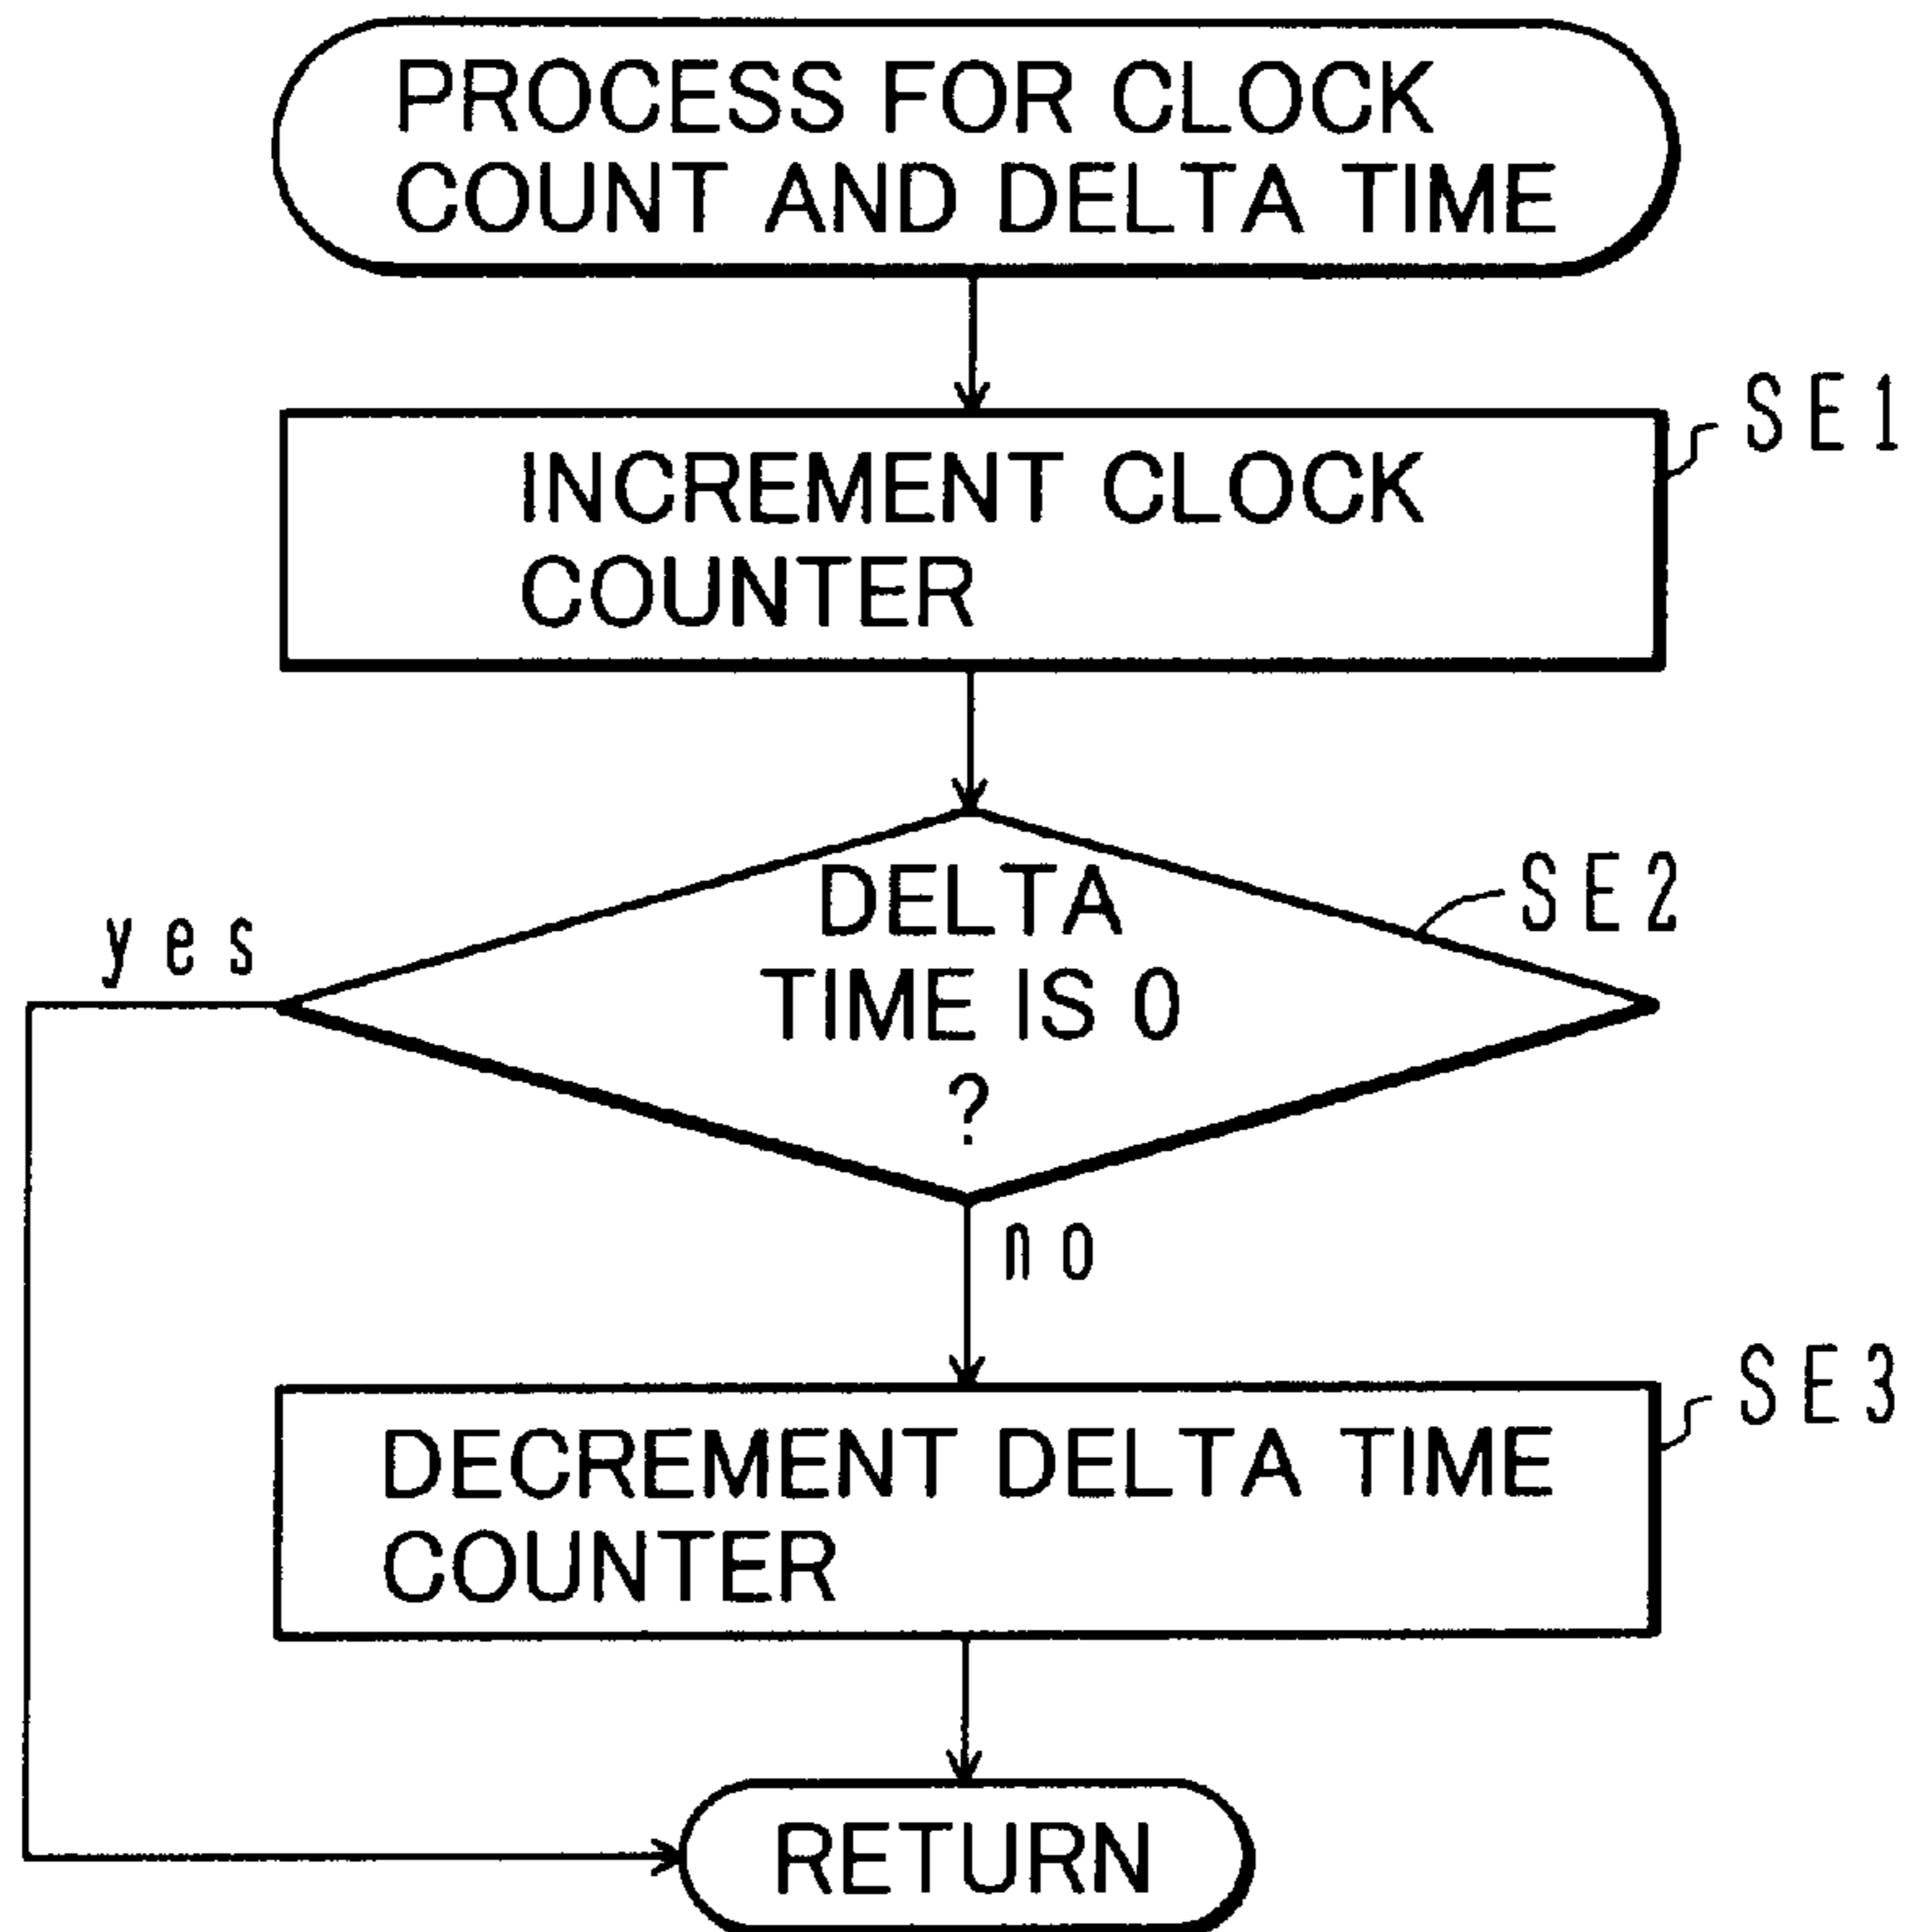 PROCESS FOR CLOCK
COUNT AND DELTA TIME
SE1
INCREMENT CLOCK
COUNTER
DELTA
SE2
yes
TIME IS 0
?
no
SE3
DECREMENT DELTA TIME
COUNTER
RETURN